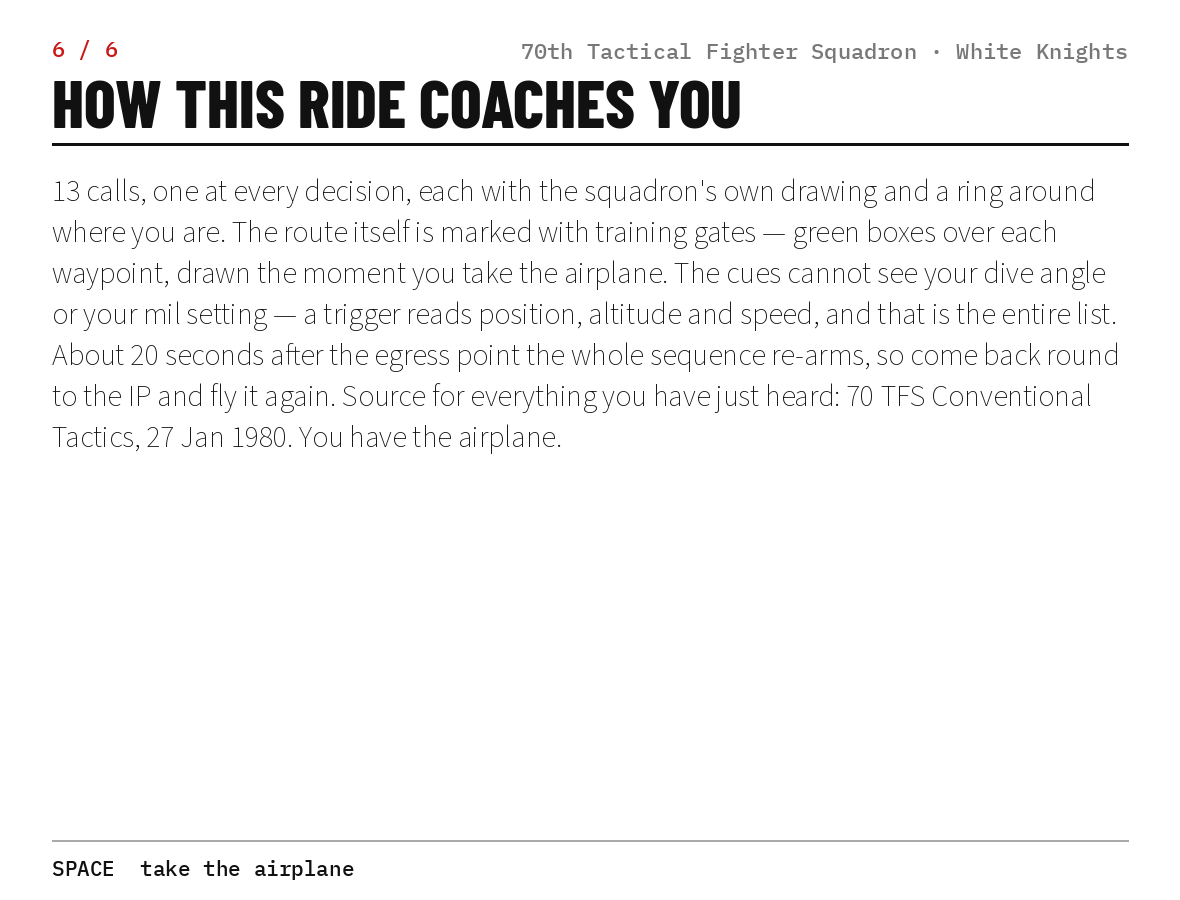 6 / 6
70th Tactical Fighter Squadron · White Knights
HOW THIS RIDE COACHES YOU
13 calls, one at every decision, each with the squadron's own drawing and a ring around
where you are. The route itself is marked with training gates — green boxes over each
waypoint, drawn the moment you take the airplane. The cues cannot see your dive angle
or your mil setting — a trigger reads position, altitude and speed, and that is the entire list.
About 20 seconds after the egress point the whole sequence re-arms, so come back round
to the IP and fly it again. Source for everything you have just heard: 70 TFS Conventional
Tactics, 27 Jan 1980. You have the airplane.
SPACE take the airplane